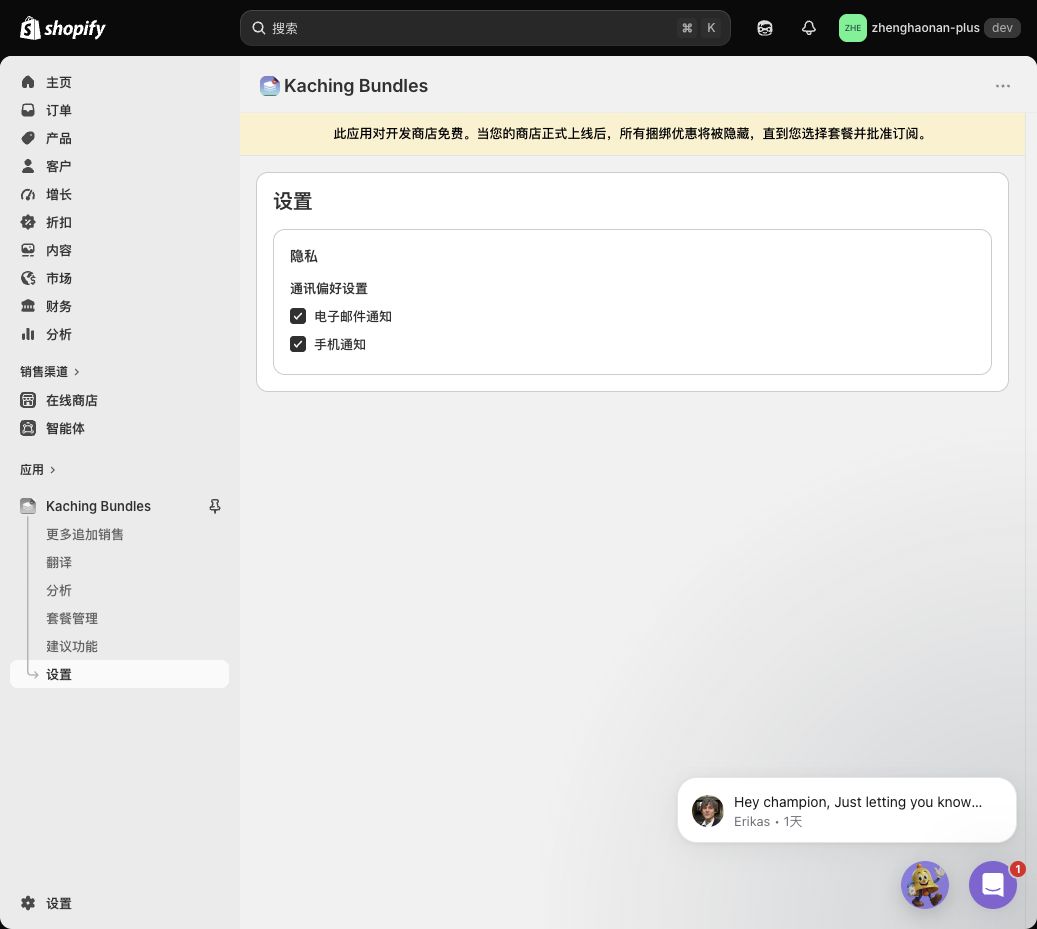 shopify
搜索
⌘ K
ZHE
zhenghaonan-plus
dev
主页
订单
产品
客户
增长
折扣
内容
市场
财务
分析
销售渠道
在线商店
智能体
应用
Kaching Bundles
更多追加销售
翻译
分析
套餐管理
建议功能
设置
设置
Kaching Bundles
此应用对开发商店免费。当您的商店正式上线后，所有捆绑优惠将被隐藏，直到您选择套餐并批准订阅。
设置
隐私
通讯偏好设置
电子邮件通知
手机通知
Hey champion, Just letting you know...
Erikas • 1天
1